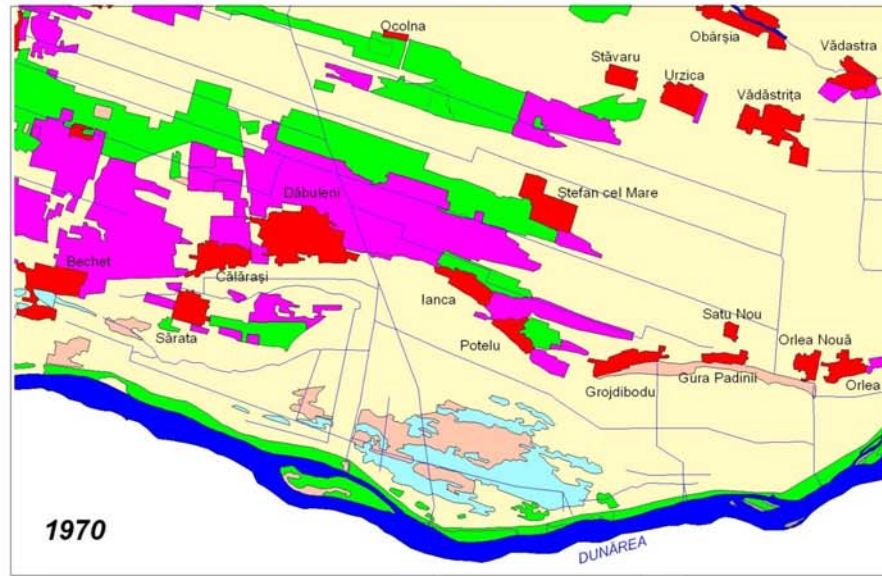 Ocolna
Obârșia
Vădastra
Stăvaru
Urzica
Vădăstrița
Ștefan cel Mare
Dăbuleni
Bechet
Călărași
Ianca
Sărata
Potelu
Satu Nou
Orlea Nouă
Grojdibodu
Gura Padinii
Orlea
1970
DUNĂREA